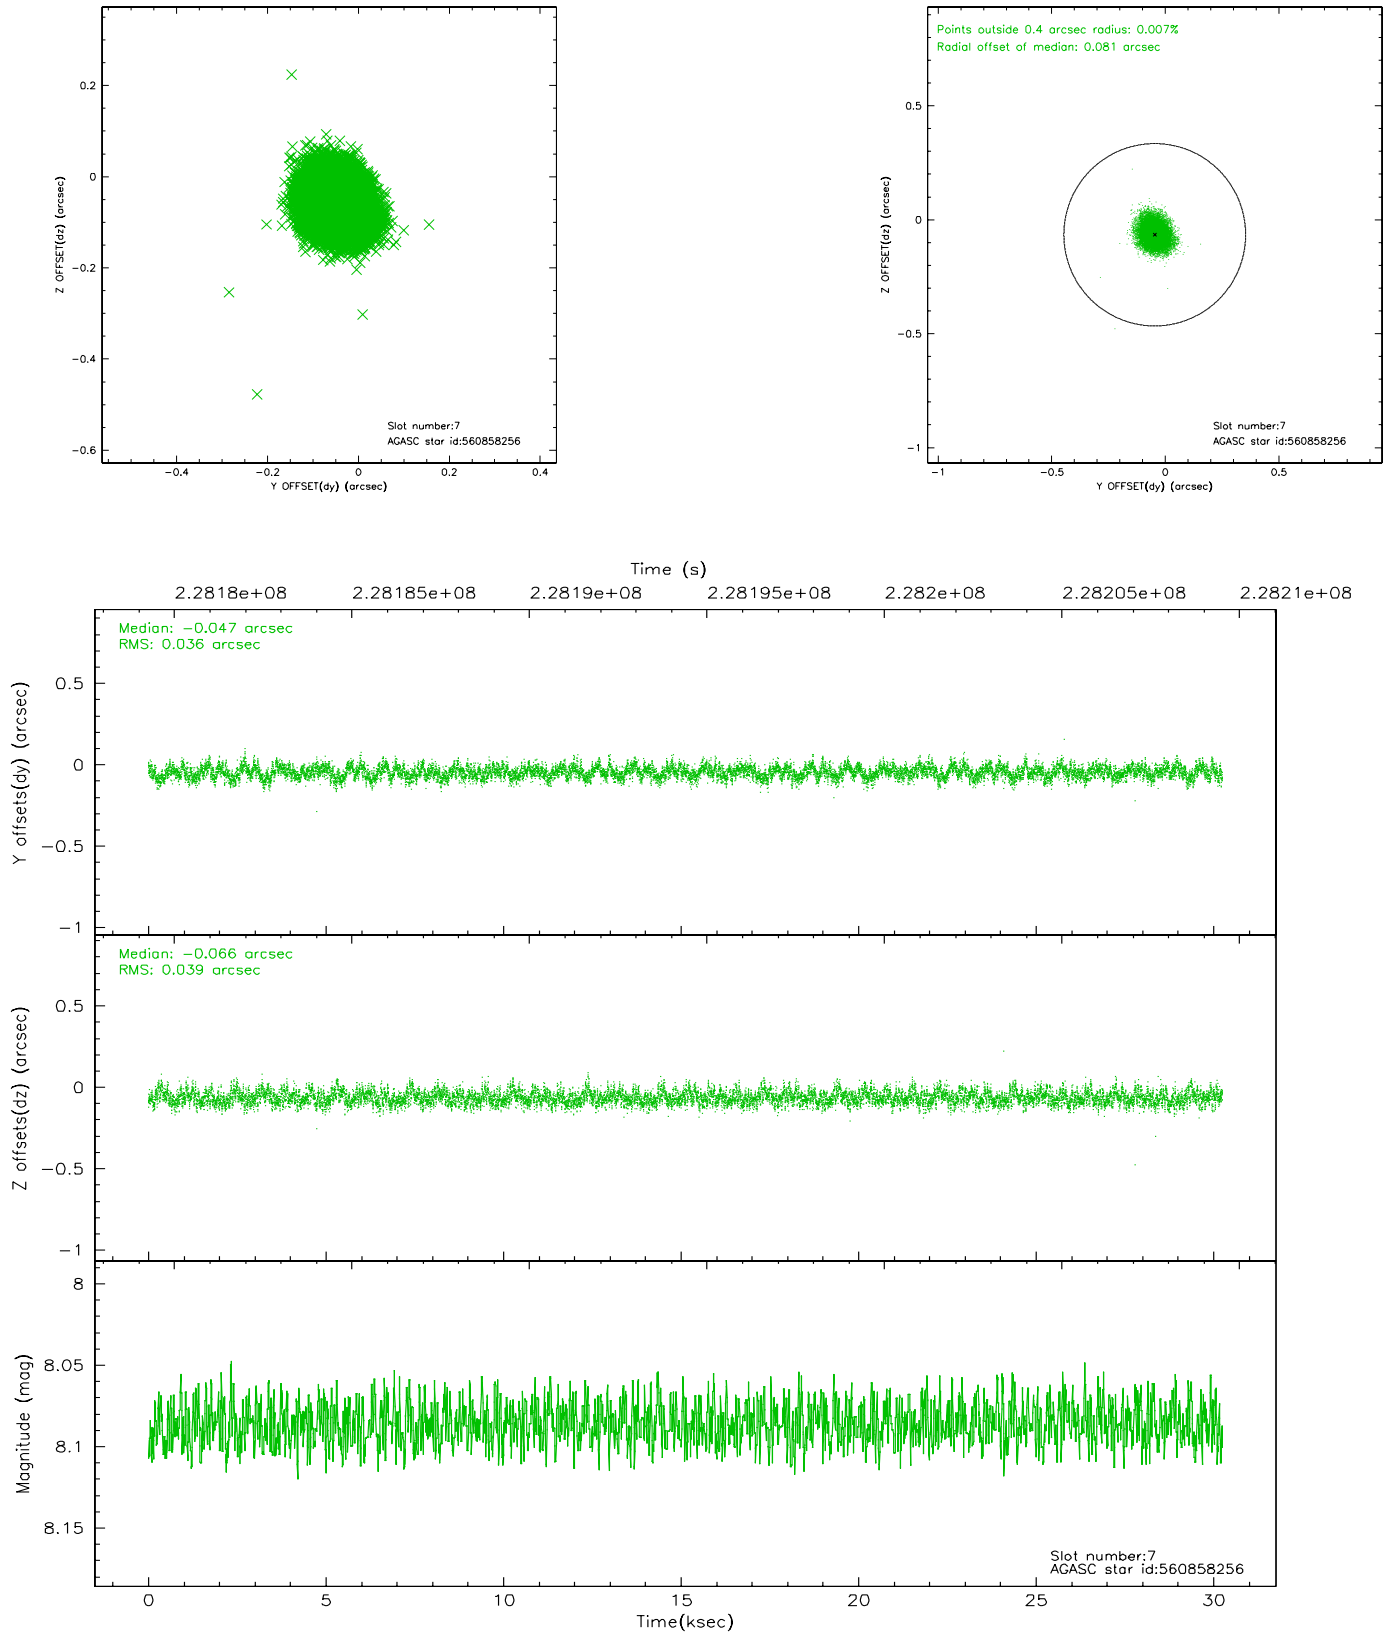 0.2
0
−0.2
−0.4
−0.6
Z OFFSET(dz) (arcsec)
−0.4 −0.2 0 0.2 0.4
Y OFFSET(dy) (arcsec)
Slot number:7
AGASC star id:560858256
Points outside 0.4 arcsec radius: 0.007%
Radial offset of median: 0.081 arcsec
0.5
0
−0.5
−1
Z OFFSET(dz) (arcsec)
−1 −0.5 0 0.5
Y OFFSET(dy) (arcsec)
Slot number:7
AGASC star id:560858256
Time (s)
2.2818e+08 2.28185e+08 2.2819e+08 2.28195e+08 2.282e+08 2.28205e+08 2.2821e+08
Median: −0.047 arcsec
RMS: 0.036 arcsec
0.5
0
−0.5
−1
Y offsets(dy) (arcsec)
Median: −0.066 arcsec
RMS: 0.039 arcsec
0.5
0
−0.5
−1
Z offsets(dz) (arcsec)
8
8.05
8.1
8.15
Magnitude (mag)
Slot number:7
AGASC star id:560858256
0 5 10 15 20 25 30
Time(ksec)